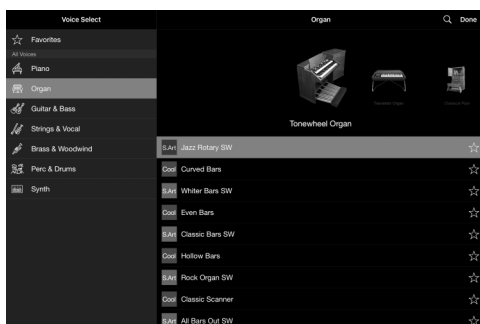 Voice Select
Organ
Done
Favorites
All Voices
Piano
Organ
Guitar & Bass
Strings & Vocal
Brass & Woodwind
Perc & Drums
Synth
Tonewheel Organ
S.Art Jazz Rotary SW
Cool Curved Bars
S.Art Whiter Bars SW
Cool Even Bars
S.Art Classic Bars SW
Cool Hollow Bars
S.Art Rock Organ SW
Cool Classic Scanner
S.Art All Bars Out SW